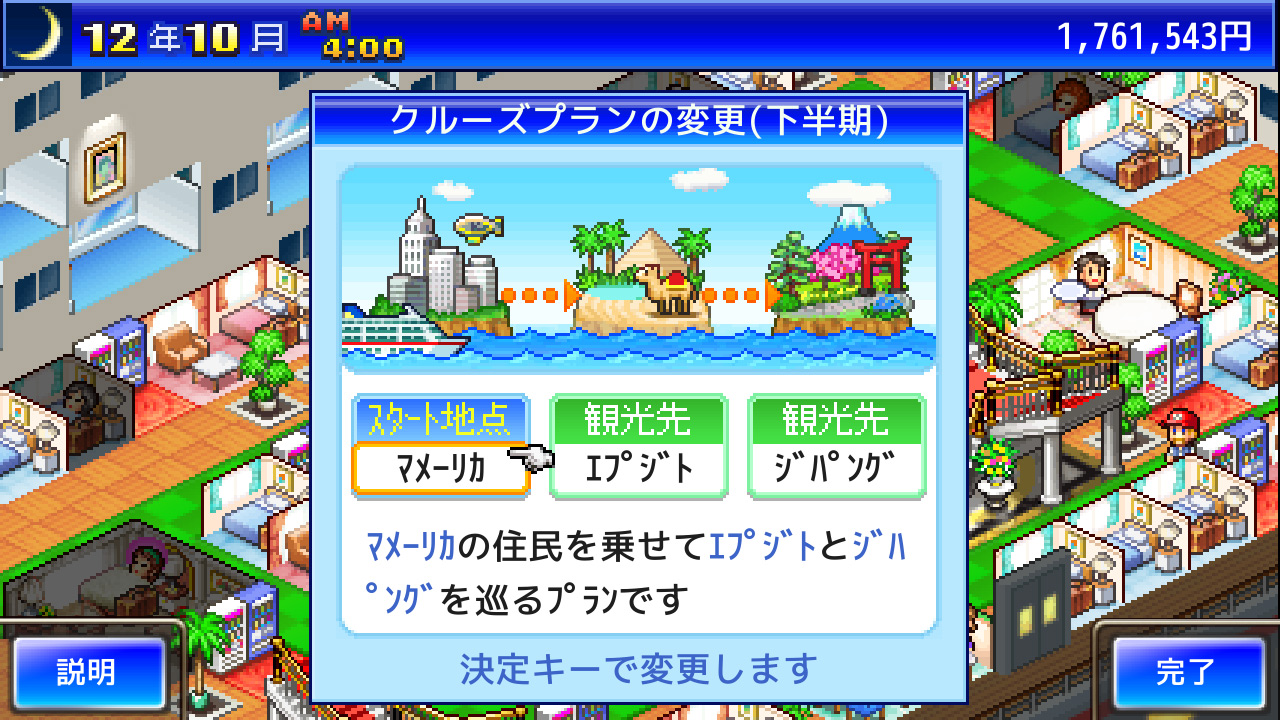 12年10月 AM 4:00
1,761,543円
クルーズプランの変更(下半期)
ｽﾀｰﾄ地点
観光先
観光先
ｱﾒｰﾘｶ
ｴﾌﾟｼﾞﾄ
ｼﾞﾊﾟﾝｸﾞ
ｱﾒｰﾘｶの住民を乗せてｴﾌﾟｼﾞﾄとｼﾞﾊ
ﾟﾝｸﾞを巡るﾌﾟﾗﾝです
決定キーで変更します
説明
完了